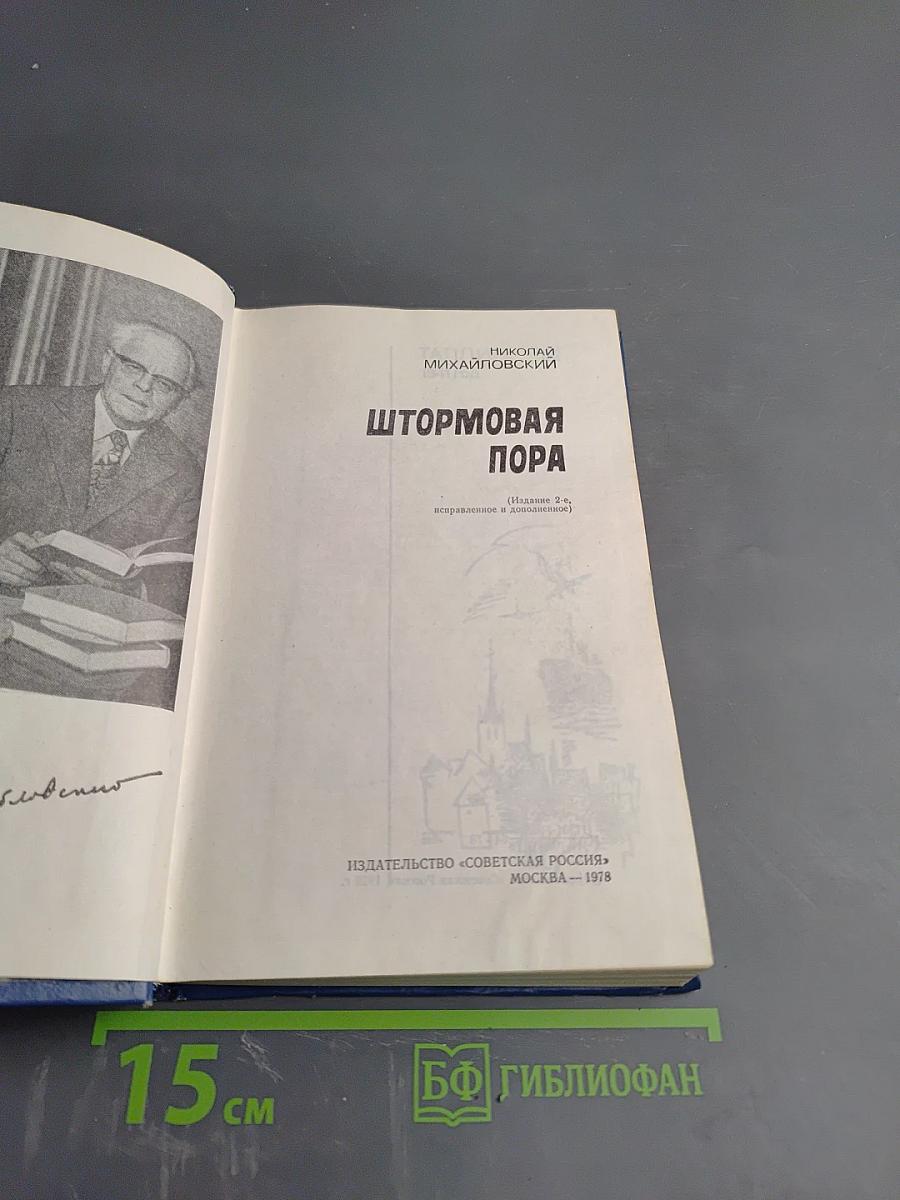 НИКОЛАЙ
МИХАЙЛОВСКИЙ
ШТОРМОВАЯ
ПОРА
(Издание 2-е,
исправленное и дополненное)
ИЗДАТЕЛЬСТВО «СОВЕТСКАЯ РОССИЯ»
МОСКВА — 1978
15 см
БФ ГИБЛИОФАН